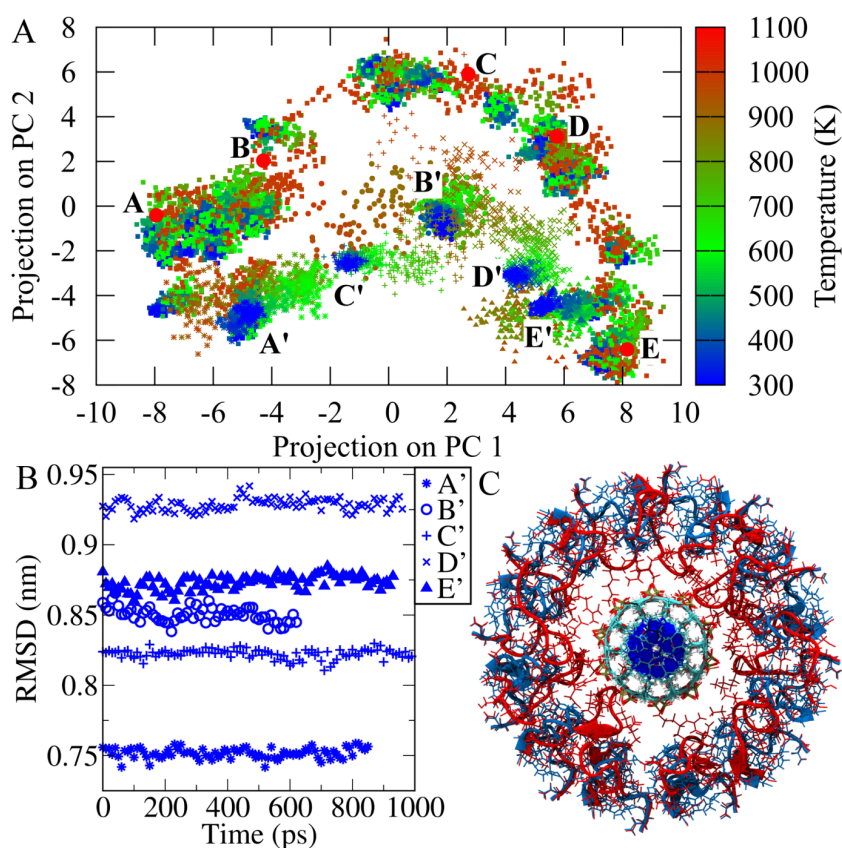 A
8
6
4
2
0
-2
-4
-6
-8
Projection on PC 2
-10 -8 -6 -4 -2 0 2 4 6 8 10
Projection on PC 1
A
B
C
D
E
A'
B'
C'
D'
E'
1100
1000
900
800
700
600
500
400
300
Temperature (K)
B
0.95
0.9
0.85
0.8
0.75
RMSD (nm)
0 200 400 600 800 1000
Time (ps)
A’
B’
C’
D’
E’
C